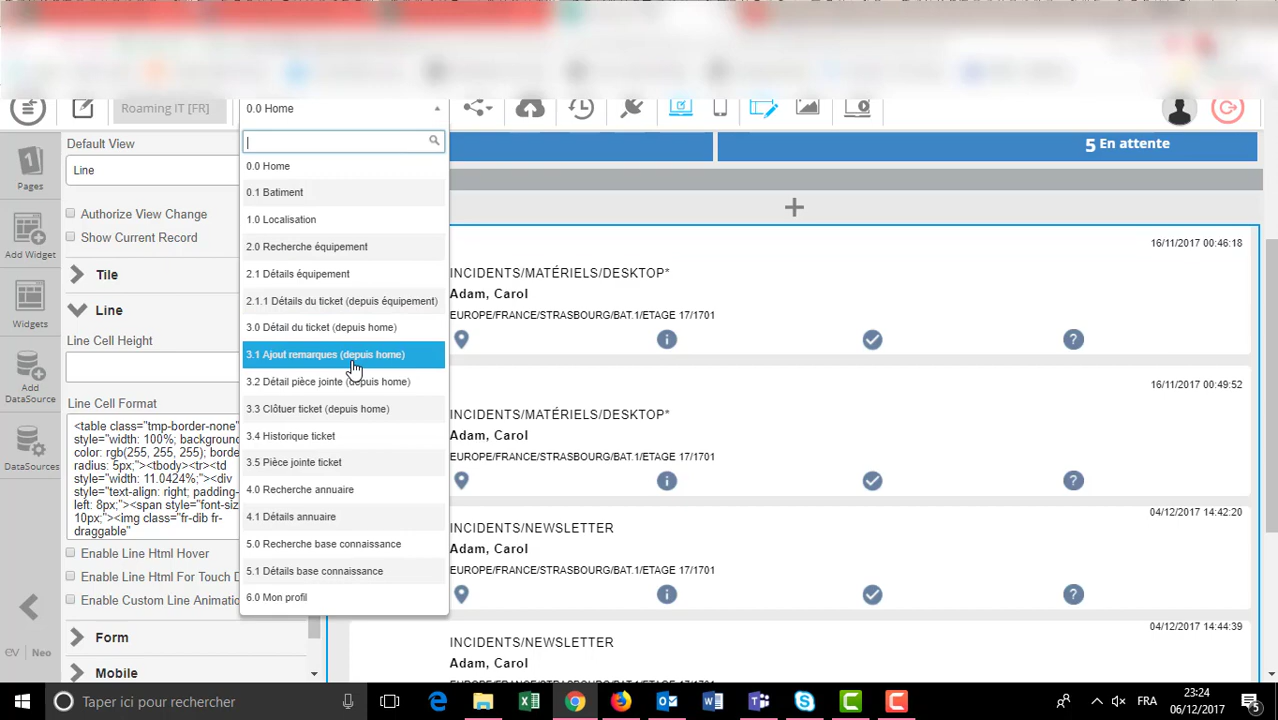 Roaming IT [FR]
0.0 Home
5 En attente
Pages
Add Widget
Widgets
Add
DataSource
DataSources
ev Neo
Default View
Line
Authorize View Change
Show Current Record
Tile
Line
Line Cell Height
Line Cell Format
<table class="tmp-border-none"
style="width: 100%; background
color: rgb(255, 255, 255); borde
radius: 5px;"><tbody><tr><td
style="width: 11.0424%;"><div
style="text-align: right; padding-
left: 8px;"><span style="font-siz
10px;"><img class="fr-dib fr-
draggable"
Enable Line Html Hover
Enable Line Html For Touch D
Enable Custom Line Animatio
Form
Mobile
0.0 Home
0.1 Batiment
1.0 Localisation
2.0 Recherche équipement
2.1 Détails équipement
2.1.1 Détails du ticket (depuis équipement)
3.0 Détail du ticket (depuis home)
3.1 Ajout remarques (depuis home)
3.2 Détail pièce jointe (depuis home)
3.3 Clôtuer ticket (depuis home)
3.4 Historique ticket
3.5 Pièce jointe ticket
4.0 Recherche annuaire
4.1 Détails annuaire
5.0 Recherche base connaissance
5.1 Détails base connaissance
6.0 Mon profil
16/11/2017 00:46:18
INCIDENTS/MATÉRIELS/DESKTOP*
Adam, Carol
EUROPE/FRANCE/STRASBOURG/BAT.1/ETAGE 17/1701
16/11/2017 00:49:52
INCIDENTS/MATÉRIELS/DESKTOP*
Adam, Carol
EUROPE/FRANCE/STRASBOURG/BAT.1/ETAGE 17/1701
04/12/2017 14:42:20
INCIDENTS/NEWSLETTER
Adam, Carol
EUROPE/FRANCE/STRASBOURG/BAT.1/ETAGE 17/1701
04/12/2017 14:44:39
INCIDENTS/NEWSLETTER
Adam, Carol
Taper ici pour rechercher
FRA
23:24
06/12/2017
5